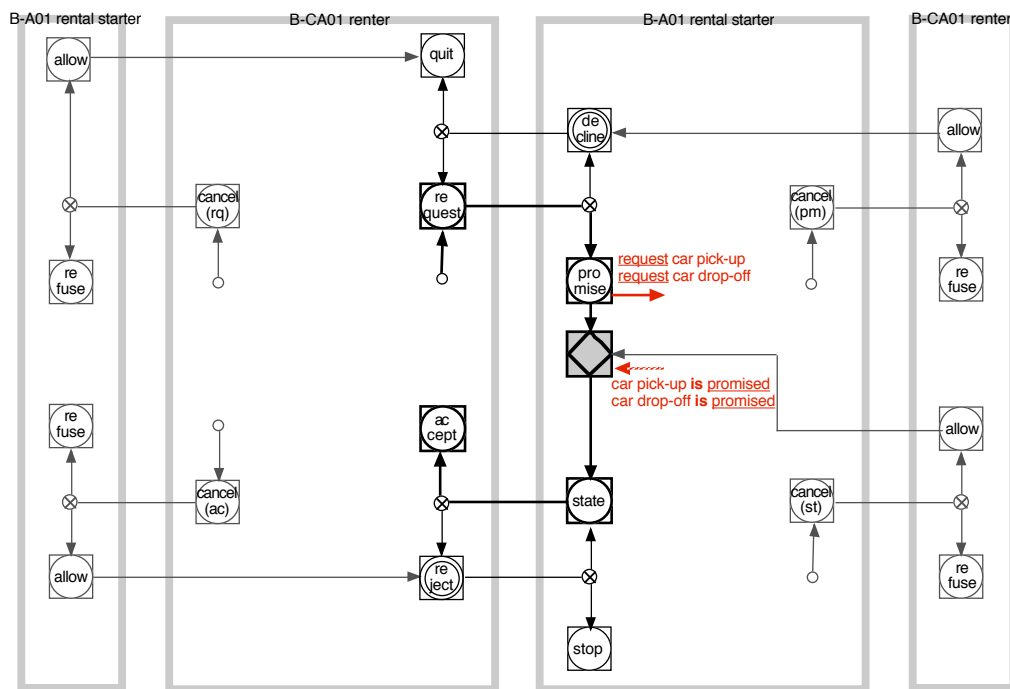 B-A01 rental starter
B-CA01 renter
B-A01 rental starter
B-CA01 renter
allow
quit
de
cline
allow
cancel
(rq)
re
quest
cancel
(pm)
re
fuse
pro
mise
request car pick-up
request car drop-off
re
fuse
car pick-up is promised
car drop-off is promised
re
fuse
ac
cept
allow
cancel
(ac)
state
cancel
(st)
allow
re
ject
re
fuse
stop